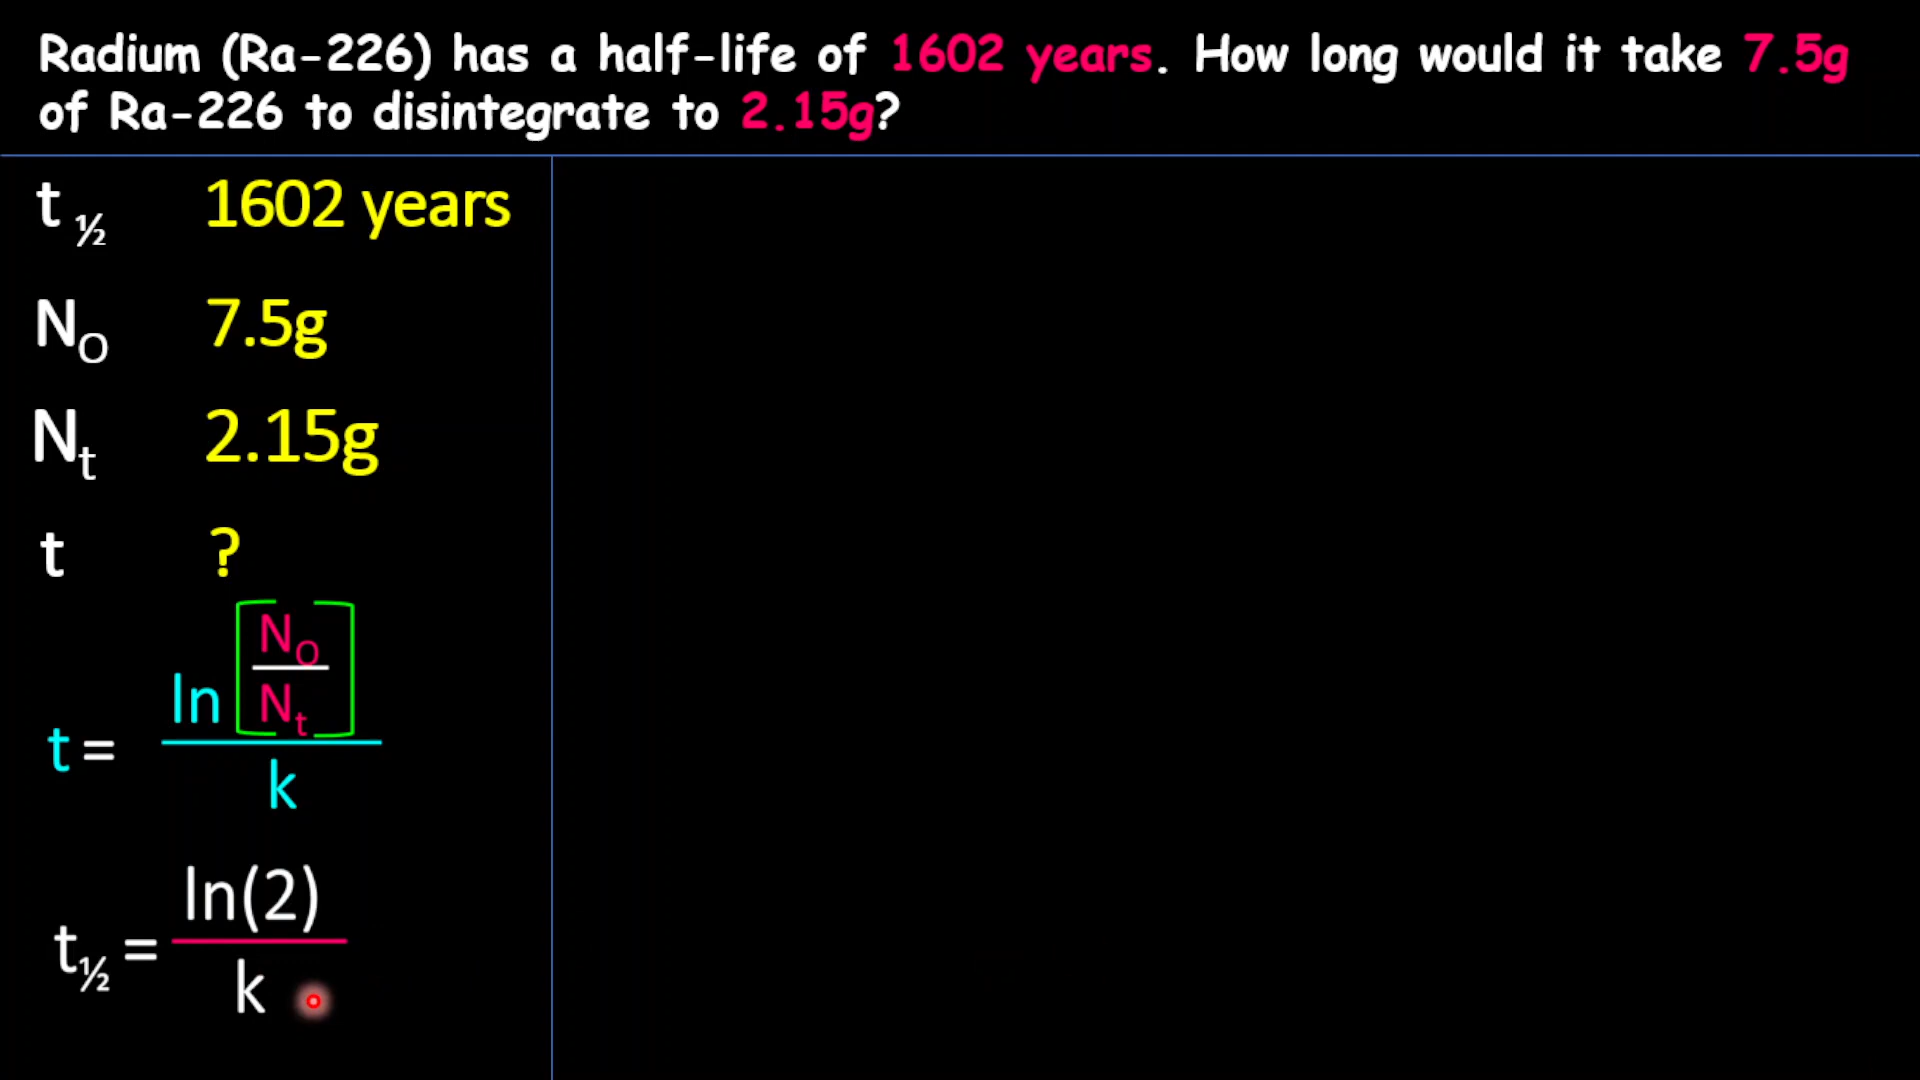 Radium (Ra-226) has a half-life of 1602 years. How long would it take 7.5g
of Ra-226 to disintegrate to 2.15g?
t ½ 1602 years
N₀ 7.5g
Nₜ 2.15g
t ?
t = ln [N₀ / Nₜ] / k
t½ = ln(2) / k